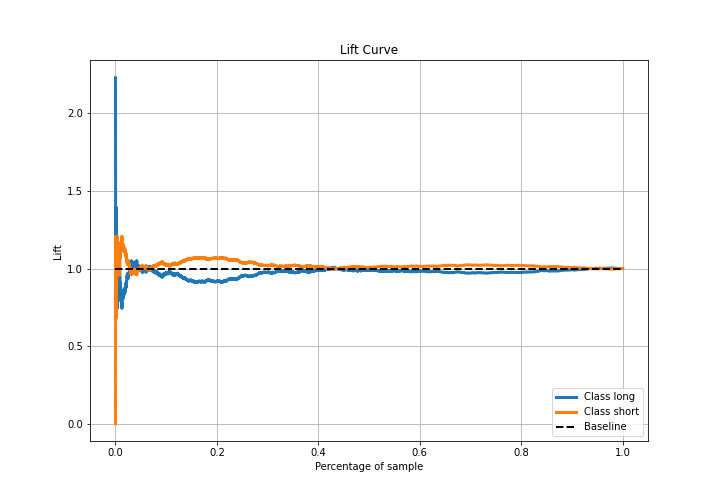 Lift Curve
2.0
1.5
1.0
0.5
0.0
Lift
0.0 0.2 0.4 0.6 0.8 1.0
Percentage of sample
Class long
Class short
Baseline